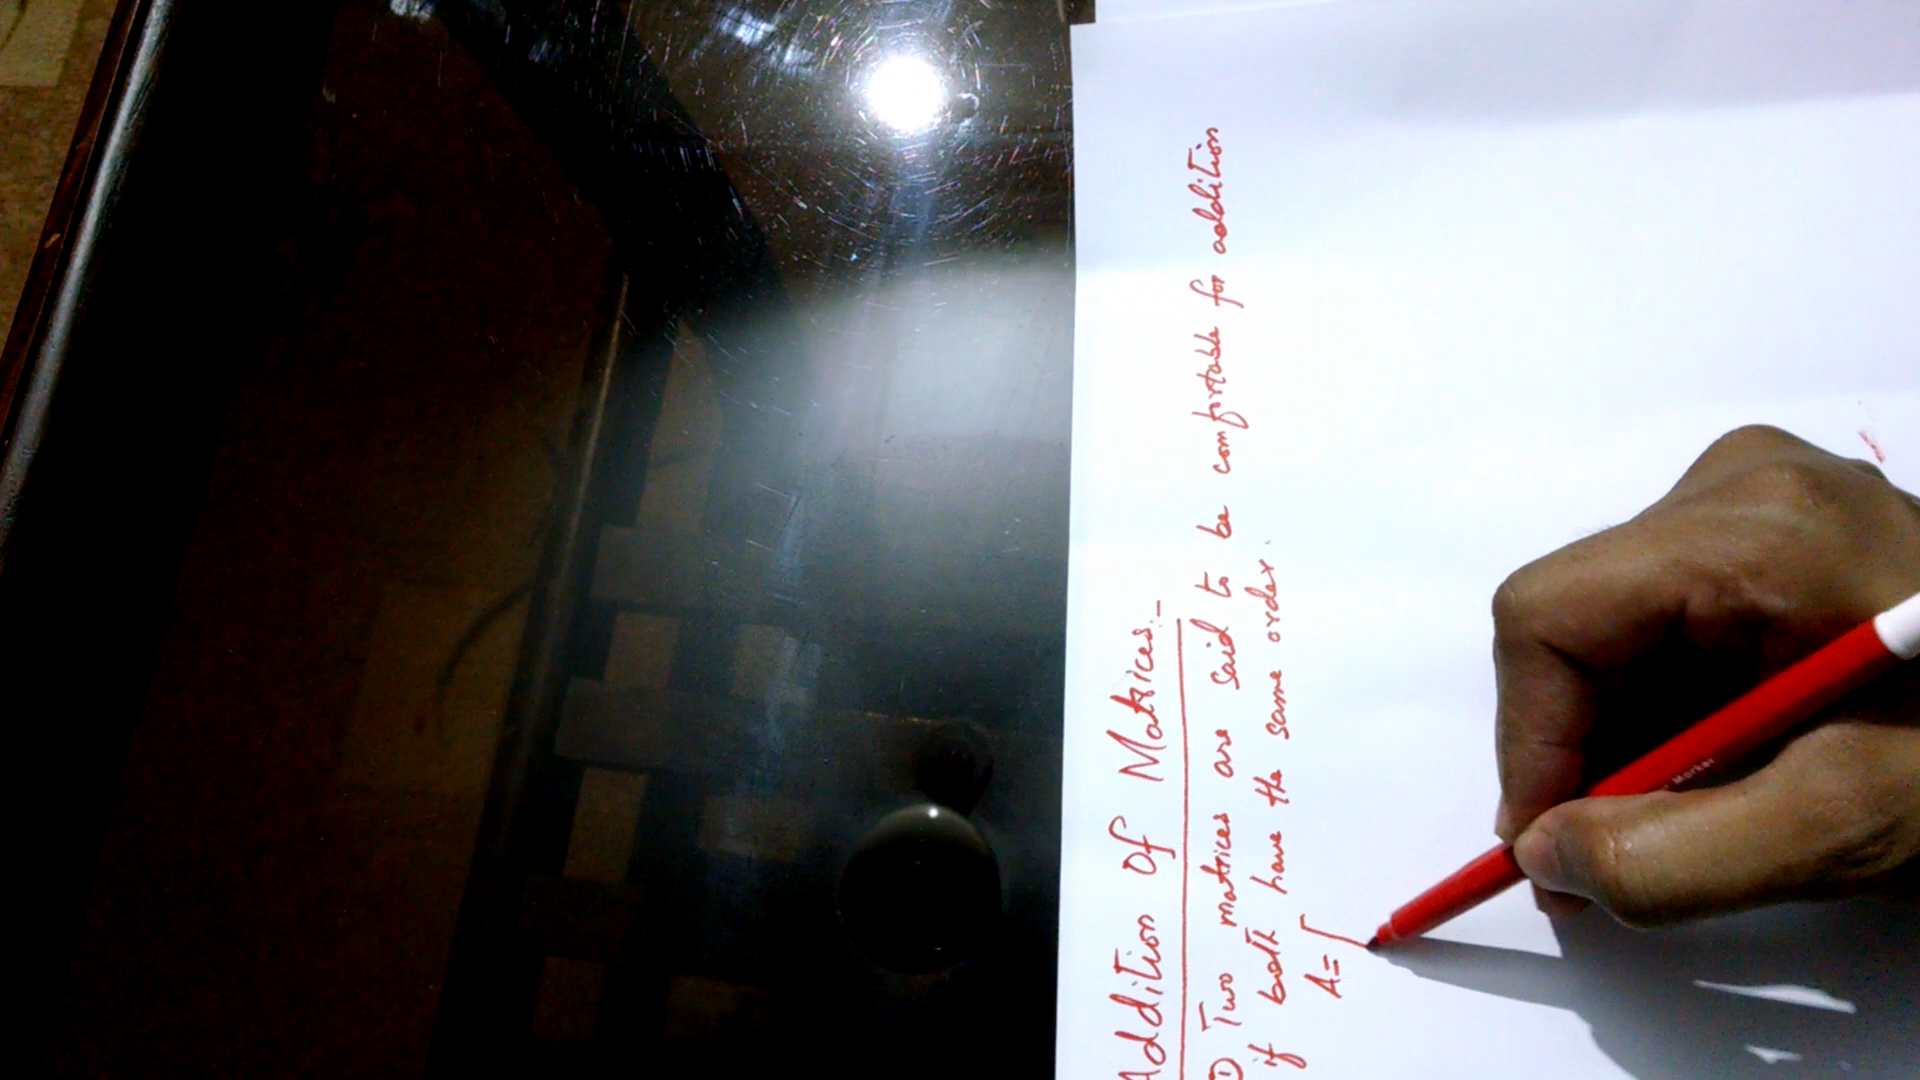 Addition of Matrices:-
① Two matrices are said to be comfortable for addition
if both have the same order.
A= [
Marker